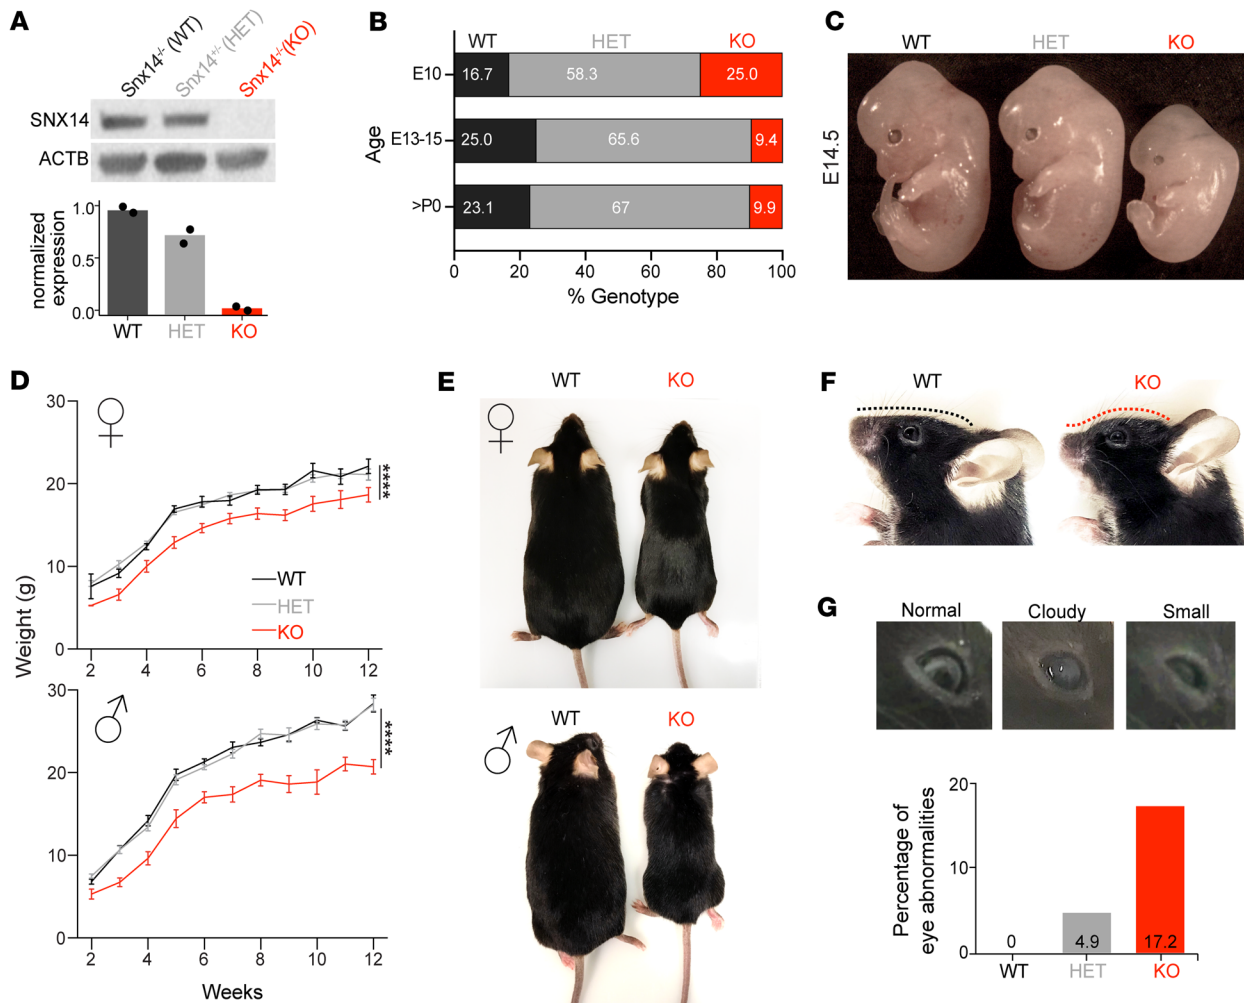 A
Snx14-/- (WT)
Snx14+/- (HET)
Snx14-/- (KO)
SNX14
ACTB
1.0
0.5
0.0
normalized
expression
WT
HET
KO
B
WT
HET
KO
E10
16.7
58.3
25.0
E13-15
25.0
65.6
9.4
>P0
23.1
67
9.9
Age
0
20
40
60
80
100
% Genotype
C
WT
HET
KO
E14.5
D
♀
30
20
10
0
****
WT
HET
KO
2
4
6
8
10
12
Weight (g)
♂
30
20
10
0
****
2
4
6
8
10
12
Weeks
E
WT
KO
♀
WT
KO
♂
F
WT
KO
G
Normal
Cloudy
Small
20
10
0
Percentage of
eye abnormalities
0
4.9
17.2
WT
HET
KO